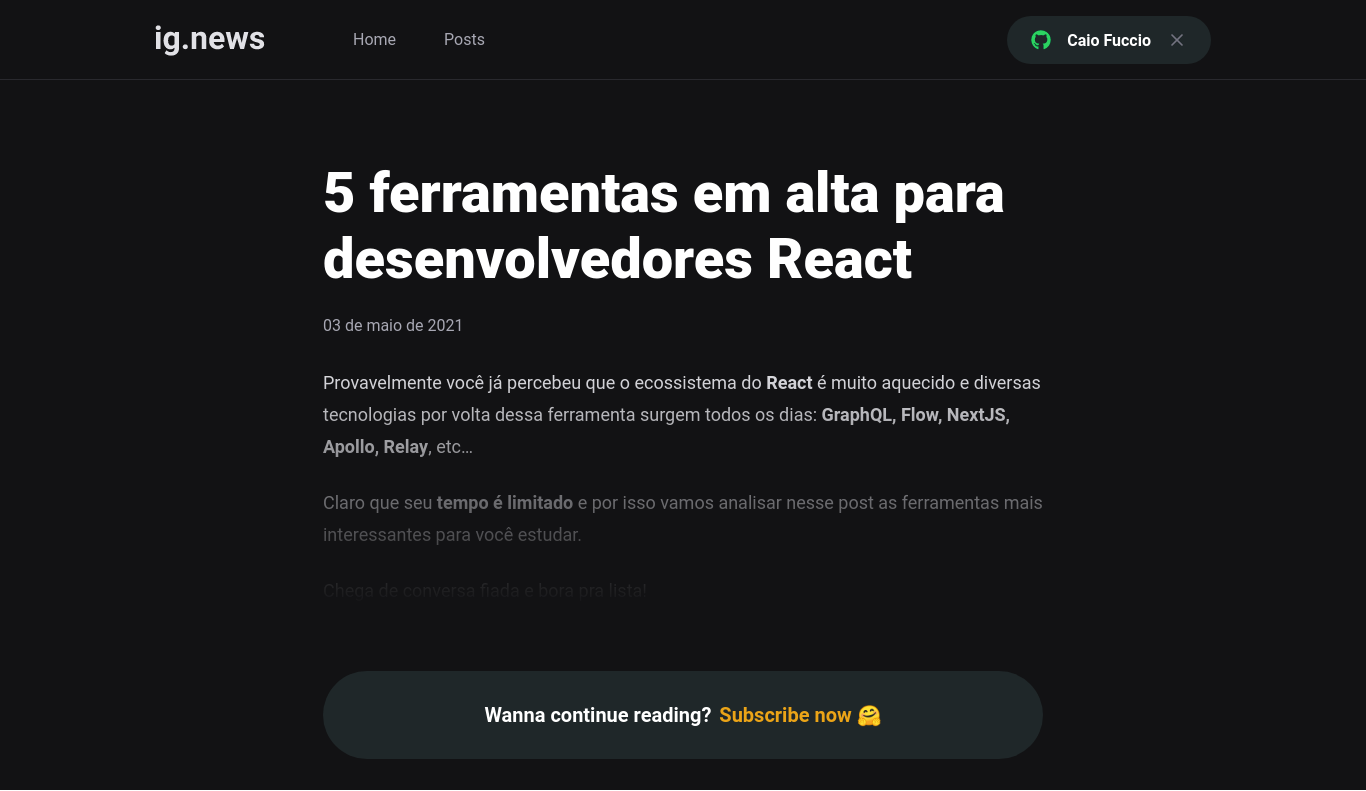 ig.news
Home
Posts
Caio Fuccio
5 ferramentas em alta para
desenvolvedores React
03 de maio de 2021
Provavelmente você já percebeu que o ecossistema do React é muito aquecido e diversas
tecnologias por volta dessa ferramenta surgem todos os dias: GraphQL, Flow, NextJS,
Apollo, Relay, etc…
Claro que seu tempo é limitado e por isso vamos analisar nesse post as ferramentas mais
interessantes para você estudar.
Chega de conversa fiada e bora pra lista!
Wanna continue reading? Subscribe now 🤗